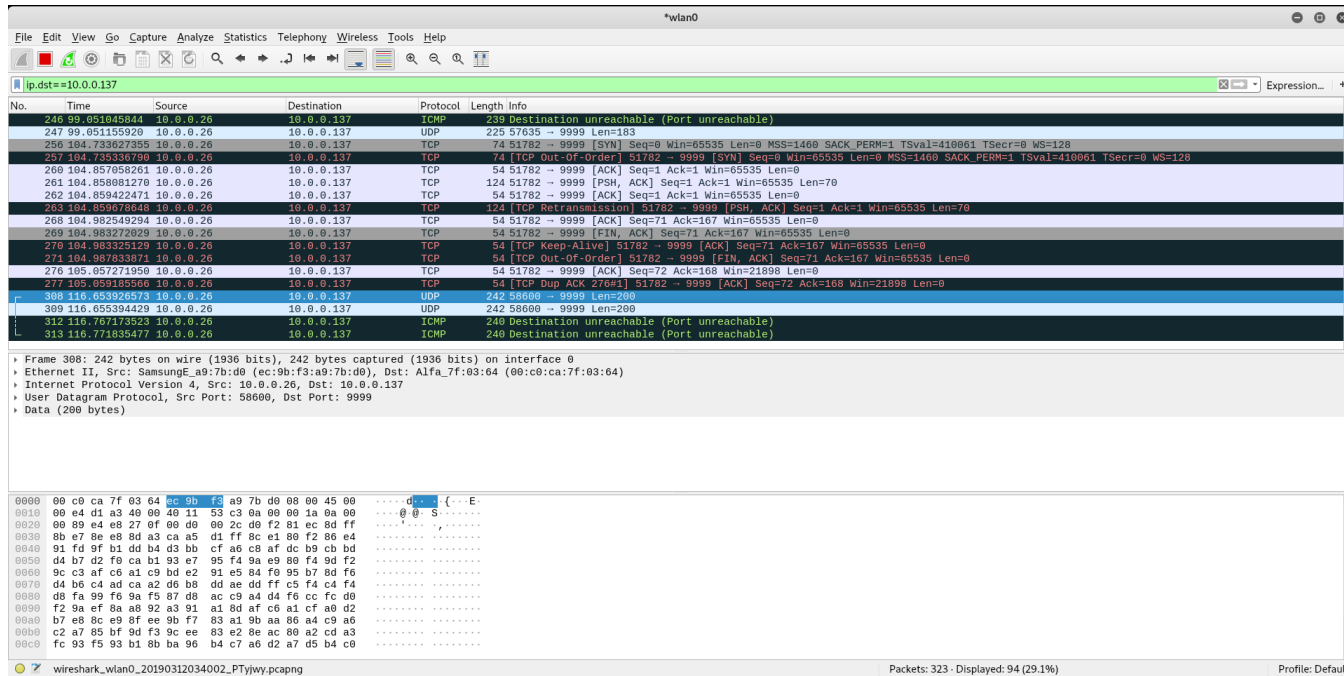 *wlan0
File Edit View Go Capture Analyze Statistics Telephony Wireless Tools Help
ip.dst==10.0.0.137 Expression... +
No. Time Source Destination Protocol Length Info
246 99.051045844 10.0.0.26 10.0.0.137 ICMP 239 Destination unreachable (Port unreachable)
247 99.051155920 10.0.0.26 10.0.0.137 UDP 225 57635 → 9999 Len=183
256 104.733627355 10.0.0.26 10.0.0.137 TCP 74 51782 → 9999 [SYN] Seq=0 Win=65535 Len=0 MSS=1460 SACK_PERM=1 TSval=410061 TSecr=0 WS=128
257 104.735336790 10.0.0.26 10.0.0.137 TCP 74 [TCP Out-Of-Order] 51782 → 9999 [SYN] Seq=0 Win=65535 Len=0 MSS=1460 SACK_PERM=1 TSval=410061 TSecr=0 WS=128
260 104.857058261 10.0.0.26 10.0.0.137 TCP 54 51782 → 9999 [ACK] Seq=1 Ack=1 Win=65535 Len=0
261 104.858081270 10.0.0.26 10.0.0.137 TCP 124 51782 → 9999 [PSH, ACK] Seq=1 Ack=1 Win=65535 Len=70
262 104.859422471 10.0.0.26 10.0.0.137 TCP 54 51782 → 9999 [ACK] Seq=1 Ack=1 Win=65535 Len=0
263 104.859678648 10.0.0.26 10.0.0.137 TCP 124 [TCP Retransmission] 51782 → 9999 [PSH, ACK] Seq=1 Ack=1 Win=65535 Len=70
268 104.982549294 10.0.0.26 10.0.0.137 TCP 54 51782 → 9999 [ACK] Seq=71 Ack=167 Win=65535 Len=0
269 104.983272029 10.0.0.26 10.0.0.137 TCP 54 51782 → 9999 [FIN, ACK] Seq=71 Ack=167 Win=65535 Len=0
270 104.983325129 10.0.0.26 10.0.0.137 TCP 54 [TCP Keep-Alive] 51782 → 9999 [ACK] Seq=71 Ack=167 Win=65535 Len=0
271 104.987833871 10.0.0.26 10.0.0.137 TCP 54 [TCP Out-Of-Order] 51782 → 9999 [FIN, ACK] Seq=71 Ack=167 Win=65535 Len=0
276 105.057271950 10.0.0.26 10.0.0.137 TCP 54 51782 → 9999 [ACK] Seq=72 Ack=168 Win=21898 Len=0
277 105.059185566 10.0.0.26 10.0.0.137 TCP 54 [TCP Dup ACK 276#1] 51782 → 9999 [ACK] Seq=72 Ack=168 Win=21898 Len=0
308 116.653926573 10.0.0.26 10.0.0.137 UDP 242 58600 → 9999 Len=200
309 116.655394429 10.0.0.26 10.0.0.137 UDP 242 58600 → 9999 Len=200
312 116.767173523 10.0.0.26 10.0.0.137 ICMP 240 Destination unreachable (Port unreachable)
313 116.771835477 10.0.0.26 10.0.0.137 ICMP 240 Destination unreachable (Port unreachable)
Frame 308: 242 bytes on wire (1936 bits), 242 bytes captured (1936 bits) on interface 0
Ethernet II, Src: SamsungE_a9:7b:d0 (ec:9b:f3:a9:7b:d0), Dst: Alfa_7f:03:64 (00:c0:ca:7f:03:64)
Internet Protocol Version 4, Src: 10.0.0.26, Dst: 10.0.0.137
User Datagram Protocol, Src Port: 58600, Dst Port: 9999
Data (200 bytes)
0000 00 c0 ca 7f 03 64 ec 9b f3 a9 7b d0 08 00 45 00 ·····d·· ··{···E·
0010 00 e4 d1 a3 40 00 40 11 53 c3 0a 00 00 1a 0a 00 ····@·@· S·······
0020 00 89 e4 e8 27 0f 00 d0 00 2c d0 f2 81 ec 8d ff ····'··· ·,······
0030 8b e7 8e e8 8d a3 ca a5 d1 ff 8c e1 80 f2 86 e4 ········ ········
0040 91 fd 9f b1 dd b4 d3 bb cf a6 c8 af dc b9 cb bd ········ ········
0050 d4 b7 d2 f0 ca b1 93 e7 95 f4 9a e9 80 f4 9d f2 ········ ········
0060 9c c3 af c6 a1 c9 bd e2 91 e5 84 f0 95 b7 8d f6 ········ ········
0070 d4 b6 c4 ad ca a2 d6 b8 dd ae dd ff c5 f4 c4 f4 ········ ········
0080 d8 fa 99 f6 9a f5 87 d8 ac c9 a4 d4 f6 cc fc d0 ········ ········
0090 f2 9a ef 8a a8 92 a3 91 a1 8d af c6 a1 cf a0 d2 ········ ········
00a0 b7 e8 8c e9 8f ee 9b f7 83 a1 9b aa 86 a4 c9 a6 ········ ········
00b0 c2 a7 85 bf 9d f3 9c ee 83 e2 8e ac 80 a2 cd a3 ········ ········
00c0 fc 93 f5 93 b1 8b ba 96 b4 c7 a6 d2 a7 d5 b4 c0 ········ ········
wireshark_wlan0_20190312034002_PTyjwy.pcapng Packets: 323 · Displayed: 94 (29.1%) Profile: Defaul